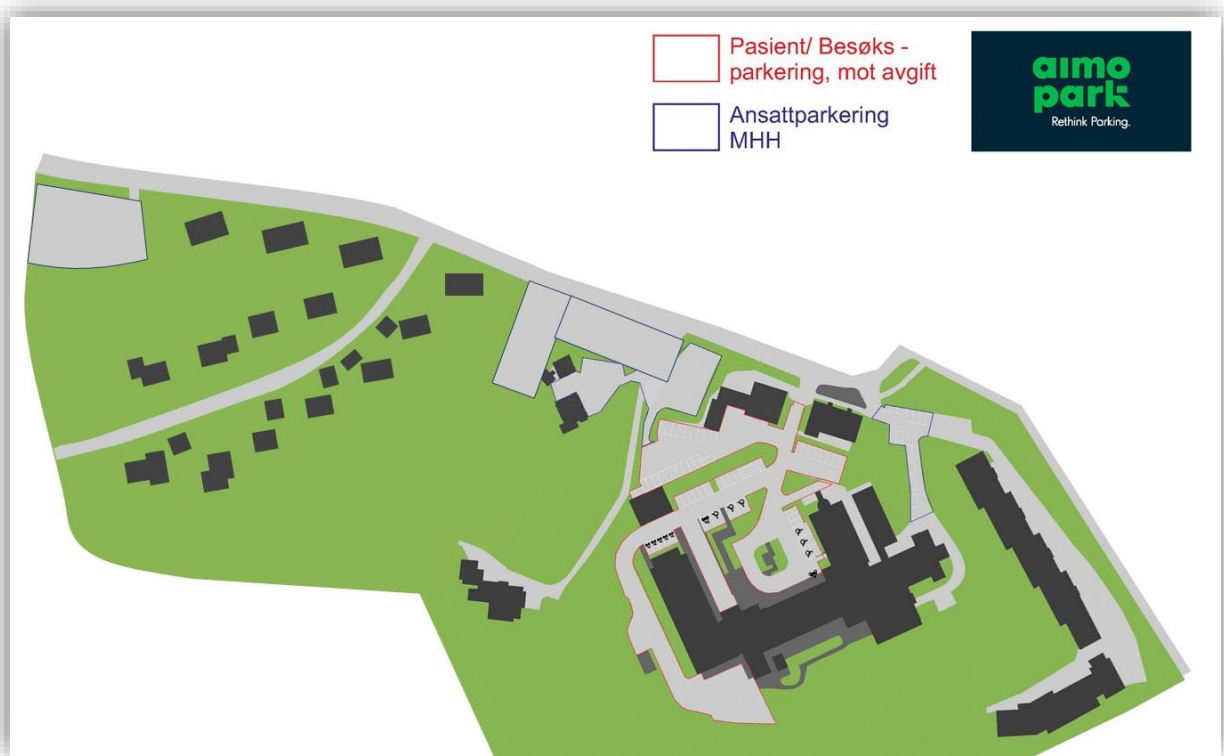 Pasient/ Besøks -
parkering, mot avgift
Ansattparkering
MHH
aimo
park
Rethink Parking.